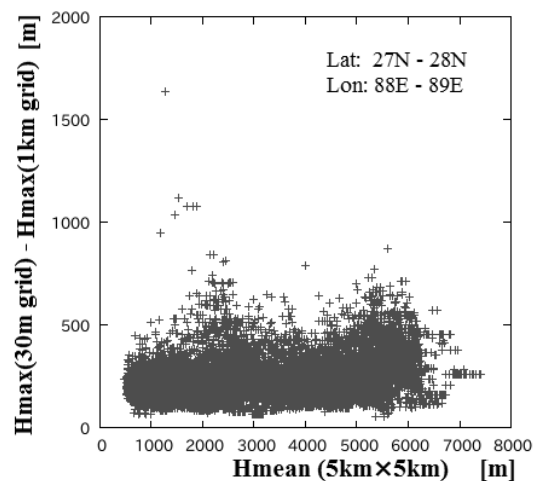 2000
1500
1000
500
0
Hmax(30m grid) - Hmax(1km grid) [m]
Lat: 27N - 28N
Lon: 88E - 89E
0 1000 2000 3000 4000 5000 6000 7000 8000
Hmean (5km×5km) [m]